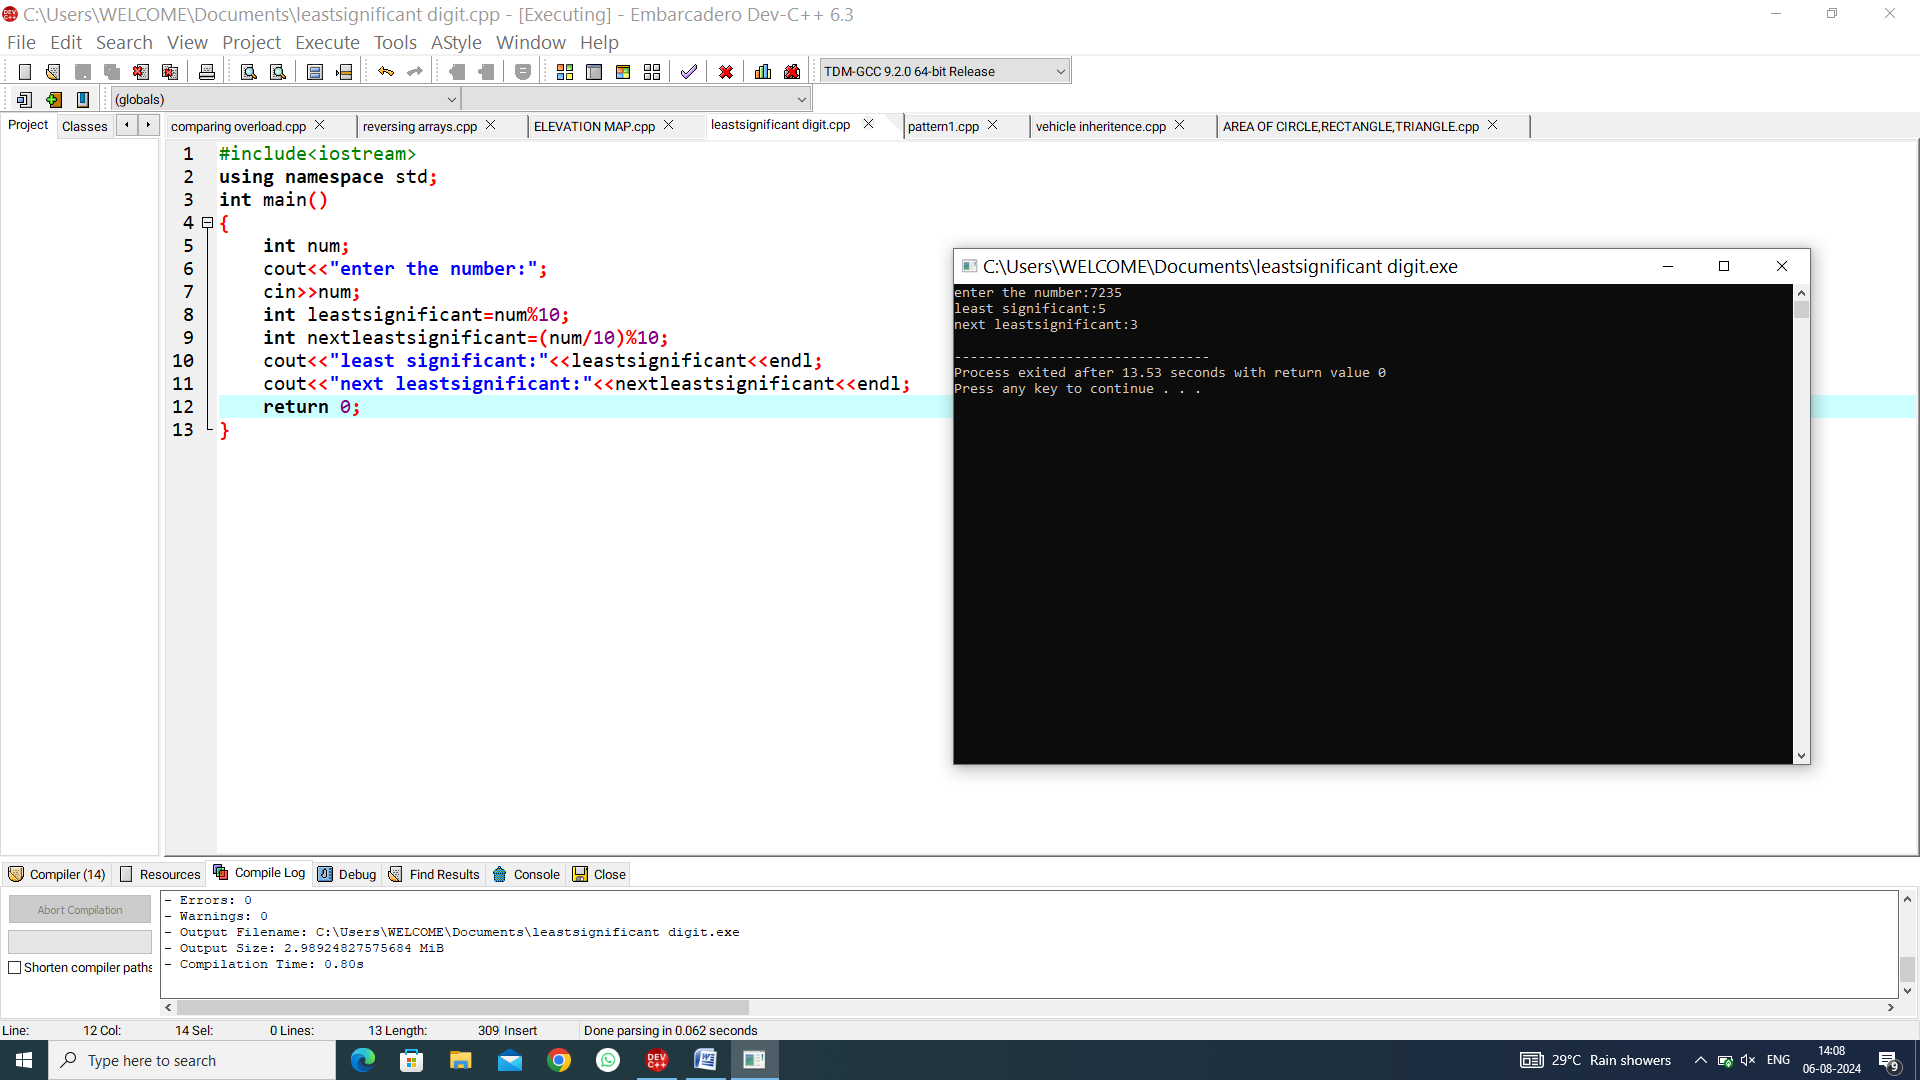 C:\Users\WELCOME\Documents\leastsignificant digit.cpp - [Executing] - Embarcadero Dev-C++ 6.3
File Edit Search View Project Execute Tools AStyle Window Help
TDM-GCC 9.2.0 64-bit Release
(globals)
Project Classes
comparing overload.cpp reversing arrays.cpp ELEVATION MAP.cpp leastsignificant digit.cpp pattern1.cpp vehicle inheritence.cpp AREA OF CIRCLE,RECTANGLE,TRIANGLE.cpp
1 #include<iostream>
2 using namespace std;
3 int main()
4 {
5 int num;
6 cout<<"enter the number:";
7 cin>>num;
8 int leastsignificant=num%10;
9 int nextleastsignificant=(num/10)%10;
10 cout<<"least significant:"<<leastsignificant<<endl;
11 cout<<"next leastsignificant:"<<nextleastsignificant<<endl;
12 return 0;
13 }
C:\Users\WELCOME\Documents\leastsignificant digit.exe
enter the number:7235
least significant:5
next leastsignificant:3
--------------------------------
Process exited after 13.53 seconds with return value 0
Press any key to continue . . .
Compiler (14) Resources Compile Log Debug Find Results Console Close
Abort Compilation
Shorten compiler paths
- Errors: 0
- Warnings: 0
- Output Filename: C:\Users\WELCOME\Documents\leastsignificant digit.exe
- Output Size: 2.98924827575684 MiB
- Compilation Time: 0.80s
Line: 12 Col: 14 Sel: 0 Lines: 13 Length: 309 Insert Done parsing in 0.062 seconds
Type here to search
DEV C++
29°C Rain showers
ENG
14:08
06-08-2024
9